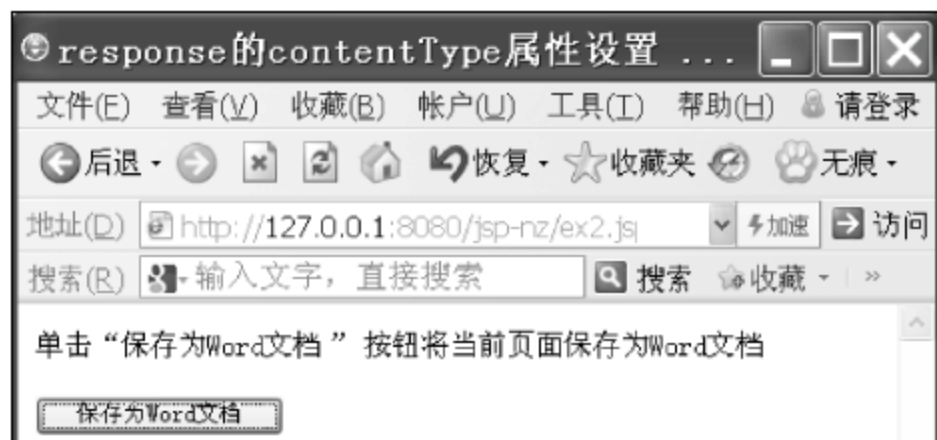 response的contentType属性设置 ...
文件(F) 查看(V) 收藏(B) 帐户(U) 工具(T) 帮助(H) 请登录
后退 恢复 收藏夹 无痕
地址(D) http://127.0.0.1:8080/jsp-nz/ex2.js 加速 访问
搜索(R) 输入文字，直接搜索 搜索 收藏 »
单击“保存为Word文档 ”按钮将当前页面保存为Word文档
保存为Word文档